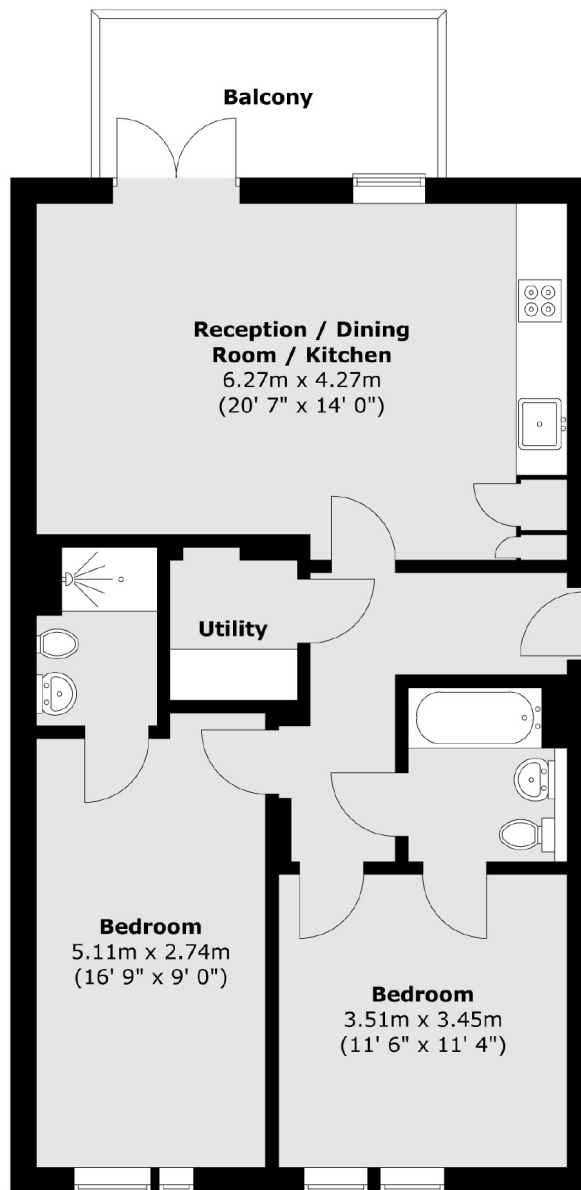 Balcony
Reception / Dining
Room / Kitchen
6.27m x 4.27m
(20' 7" x 14' 0")
Utility
Bedroom
5.11m x 2.74m
(16' 9" x 9' 0")
Bedroom
3.51m x 3.45m
(11' 6" x 11' 4")